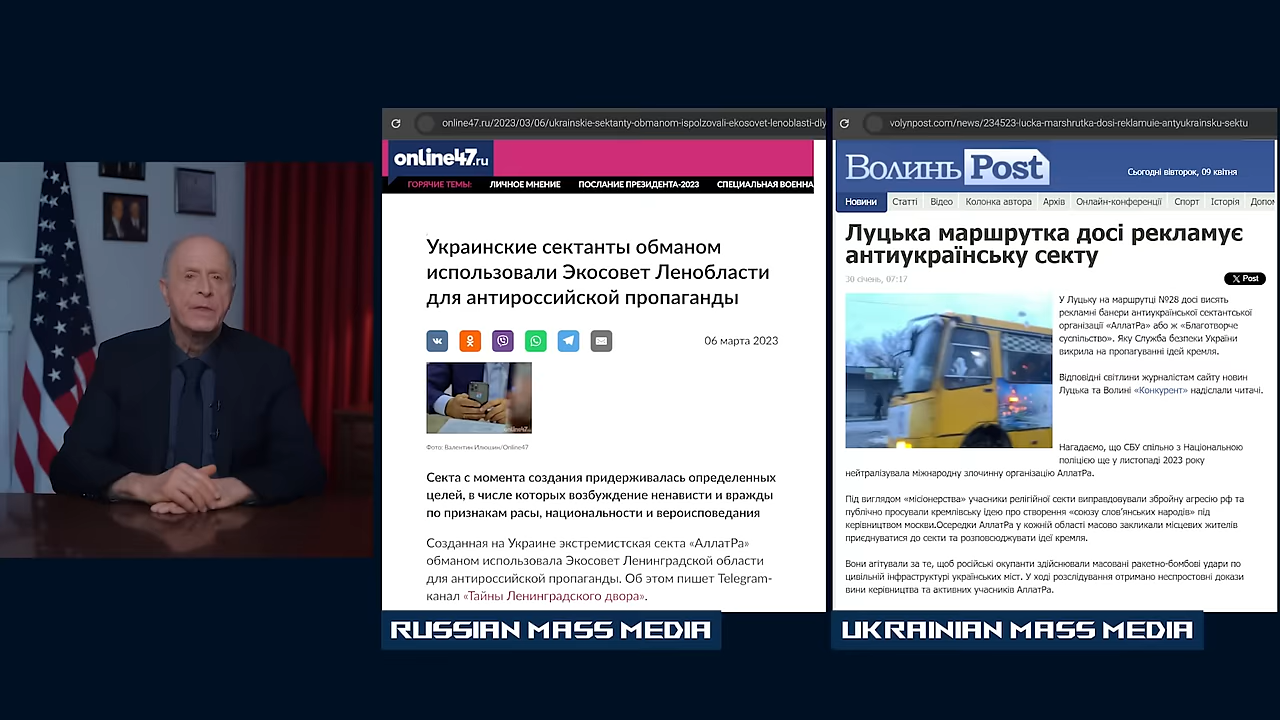 online47.ru/2023/03/06/ukrainskie-sektanty-obmanom-ispolzovali-ekosovet-lenoblasti-dly
online47.ru
ГОРЯЧИЕ ТЕМЫ: ЛИЧНОЕ МНЕНИЕ ПОСЛАНИЕ ПРЕЗИДЕНТА-2023 СПЕЦИАЛЬНАЯ ВОЕННА
Украинские сектанты обманом
использовали Экосовет Ленобласти
для антироссийской пропаганды
06 марта 2023
Фото: Валентин Илюшин/Online47
Секта с момента создания придерживалась определенных
целей, в числе которых возбуждение ненависти и вражды
по признакам расы, национальности и вероисповедания
Созданная на Украине экстремистская секта «АллатРа»
обманом использовала Экосовет Ленинградской области
для антироссийской пропаганды. Об этом пишет Telegram-
канал «Тайны Ленинградского двора».
RUSSIAN MASS MEDIA
volynpost.com/news/234523-lucka-marshrutka-dosi-reklamuie-antyukrainsku-sektu
Волинь Post
Сьогодні вівторок, 09 квітня
Новини Статті Відео Колонка автора Архів Онлайн-конференції Спорт Історія Допом
Луцька маршрутка досі рекламує
антиукраїнську секту
30 січень, 07:17
X Post
У Луцьку на маршрутці №28 досі висять
рекламні банери антиукраїнської сектантської
організації «АллатРа» або ж «Благотворче
суспільство». Яку Служба безпеки України
викрила на пропагуванні ідей кремля.
Відповідні світлини журналістам сайту новин
Луцька та Волині «Конкурент» надіслали читачі.
Нагадаємо, що СБУ спільно з Національною
поліцією ще у листопаді 2023 року
нейтралізувала міжнародну злочинну організацію АллатРа.
Під виглядом «місіонерства» учасники релігійної секти виправдовували збройну агресію рф та
публічно просували кремлівську ідею про створення «союзу слов’янських народів» під
керівництвом москви.Осередки АллатРа у кожній області масово закликали місцевих жителів
приєднуватися до секти та розповсюджувати ідеї кремля.
Вони агітували за те, щоб російські окупанти здійснювали масовані ракетно-бомбові удари по
цивільній інфраструктурі українських міст. У ході розслідування отримано неспростовні докази
вини керівництва та активних учасників АллатРа.
UKRAINIAN MASS MEDIA